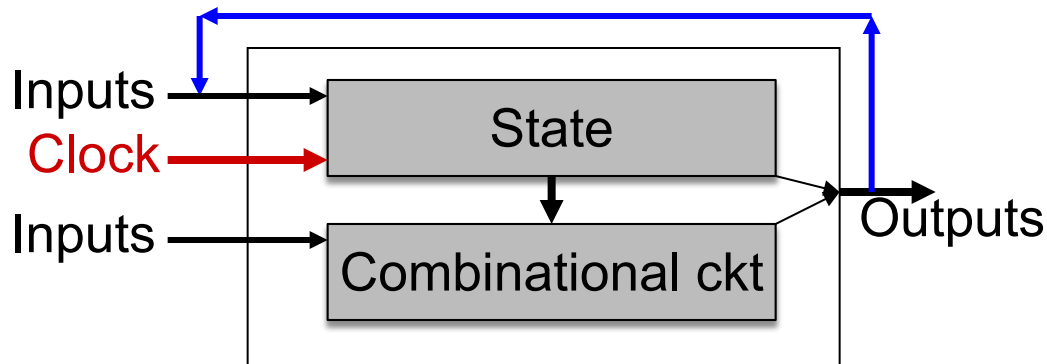 Inputs
State
Clock
Inputs
Outputs
Combinational ckt